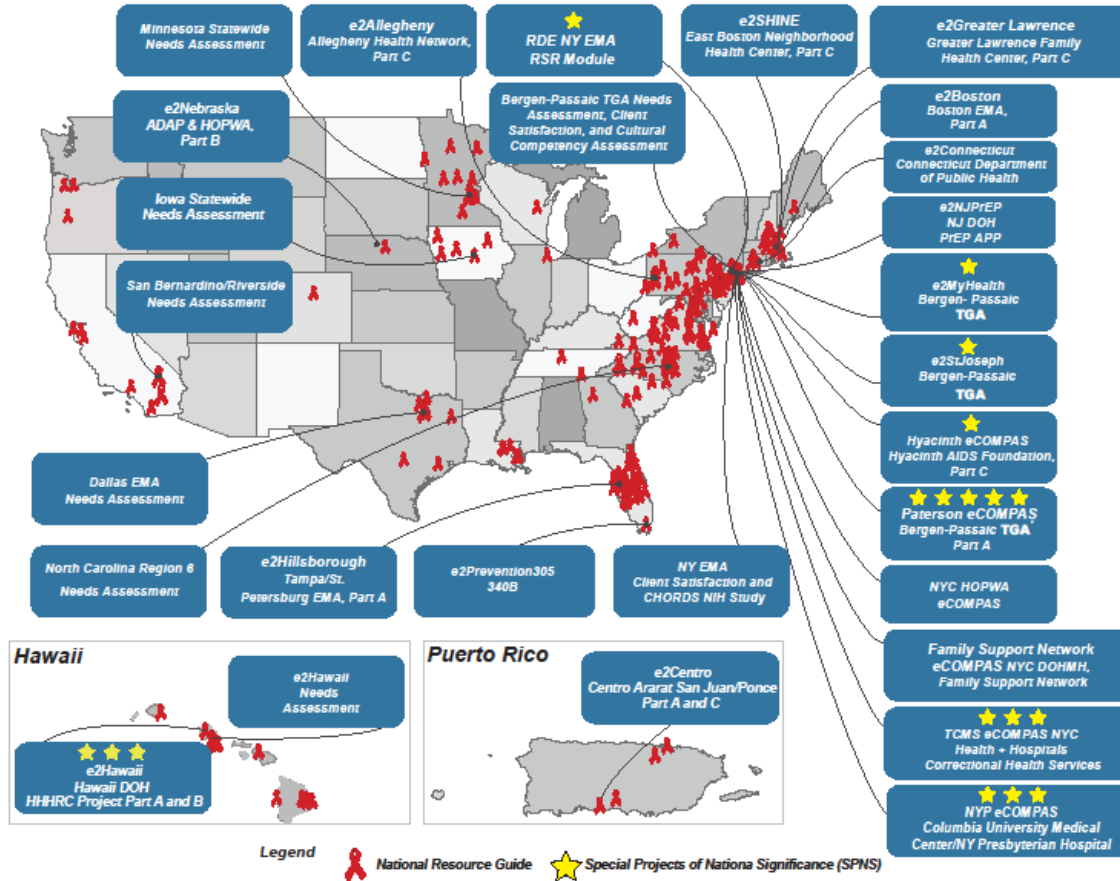 Minnesota Statewide
Needs Assessment
e2Allegheny
Allegheny Health Network,
Part C
RDE NY EMA
RSR Module
e2SHINE
East Boston Neighborhood
Health Center, Part C
e2Greater Lawrence
Greater Lawrence Family
Health Center, Part C
e2Nebraska
ADAP & HOPWA,
Part B
Bergen-Passaic TGA Needs
Assessment, Client
Satisfaction, and Cultural
Competency Assessment
e2Boston
Boston EMA,
Part A
e2Connecticut
Connecticut Department
of Public Health
Iowa Statewide
Needs Assessment
e2NJPrEP
NJ DOH
PrEP APP
San Bernardino/Riverside
Needs Assessment
e2MyHealth
Bergen- Passaic
TGA
e2StJoseph
Bergen-Passaic
TGA
Hyacinth eCOMPAS
Hyacinth AIDS Foundation,
Part C
Dallas EMA
Needs Assessment
Paterson eCOMPAS
Bergen-Passaic TGA,
Part A
North Carolina Region 6
Needs Assessment
e2Hillsborough
Tampa/St.
Petersburg EMA, Part A
e2Prevention305
340B
NY EMA
Client Satisfaction and
CHORDS NIH Study
NYC HOPWA
eCOMPAS
Family Support Network
eCOMPAS NYC DOHMH,
Family Support Network
Hawaii
e2Hawaii
Needs
Assessment
e2Hawaii
Hawaii DOH
HHHRC Project Part A and B
Puerto Rico
e2Centro
Centro Ararat San Juan/Ponce
Part A and C
TCMS eCOMPAS NYC
Health + Hospitals
Correctional Health Services
NYP eCOMPAS
Columbia University Medical
Center/NY Presbyterian Hospital
Legend
National Resource Guide
Special Projects of Nationa Significance (SPNS)